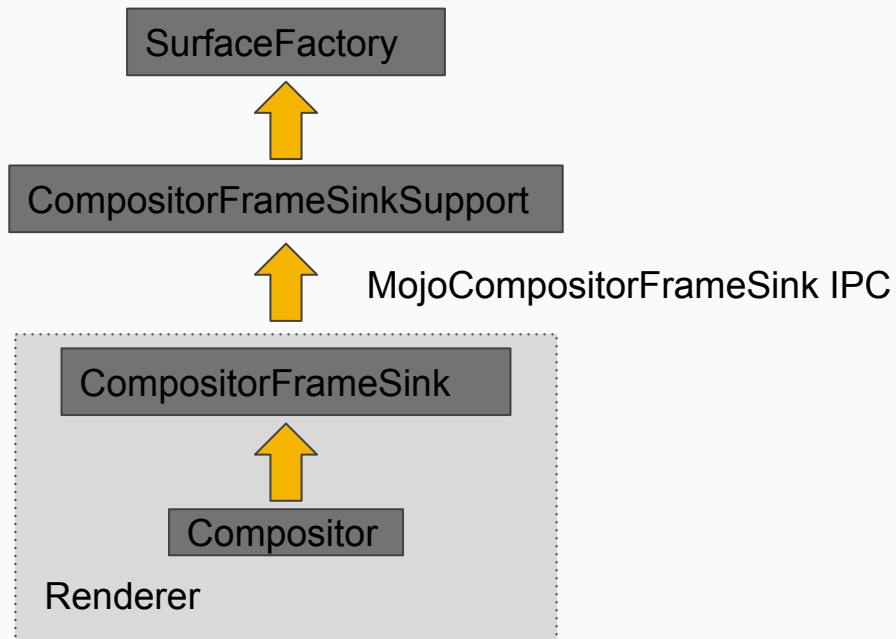 SurfaceFactory
CompositorFrameSinkSupport
MojoCompositorFrameSink IPC
CompositorFrameSink
Compositor
Renderer